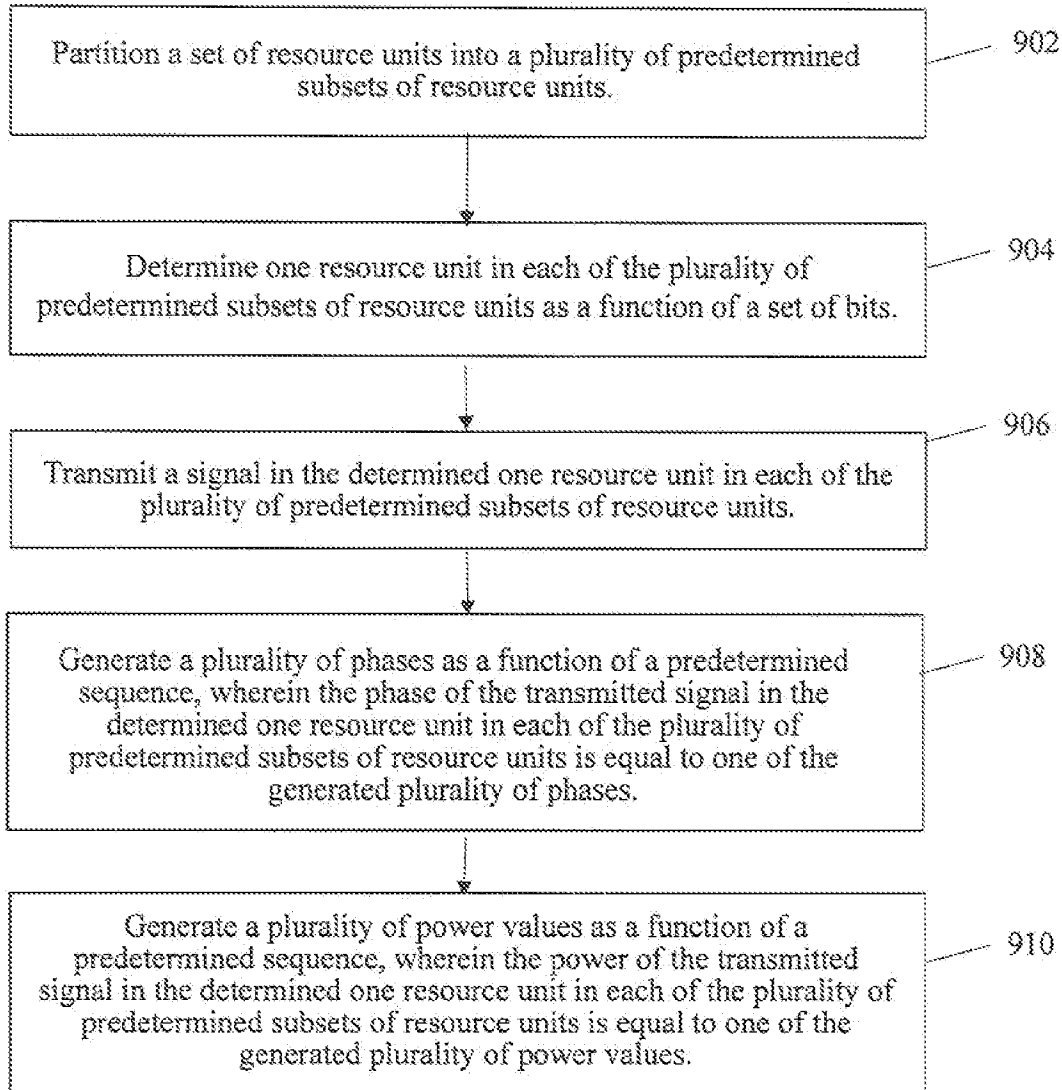 Partition a set of resource units into a plurality of predetermined
subsets of resource units.
902
Determine one resource unit in each of the plurality of
predetermined subsets of resource units as a function of a set of bits.
904
Transmit a signal in the determined one resource unit in each of the
plurality of predetermined subsets of resource units.
906
Generate a plurality of phases as a function of a predetermined
sequence, wherein the phase of the transmitted signal in the
determined one resource unit in each of the plurality of
predetermined subsets of resource units is equal to one of the
generated plurality of phases.
908
Generate a plurality of power values as a function of a
predetermined sequence, wherein the power of the transmitted
signal in the determined one resource unit in each of the plurality of
predetermined subsets of resource units is equal to one of the
generated plurality of power values.
910